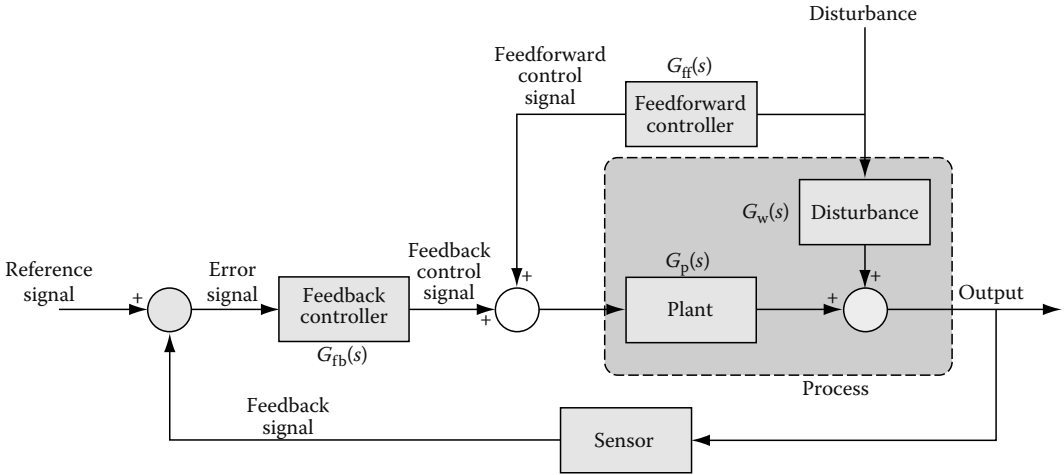 Disturbance
Feedforward
control
signal
G_ff(s)
Feedforward
controller
G_w(s)
Disturbance
+
+
Reference
signal
+
Error
signal
Feedback
controller
G_fb(s)
Feedback
control
signal
+
G_p(s)
Plant
+
Output
Process
Feedback
signal
Sensor